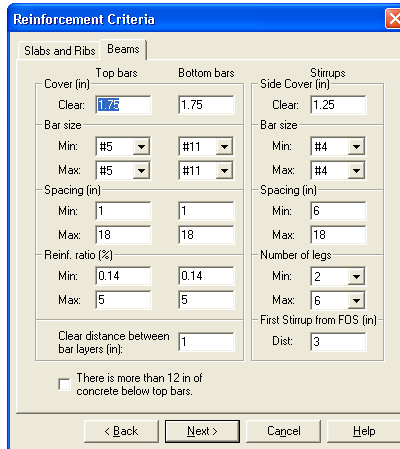 Reinforcement Criteria
Slabs and Ribs Beams
Top bars Bottom bars Stirrups
Cover (in) Side Cover (in)
Clear: 1.75 1.75 Clear: 1.25
Bar size Bar size
Min: #5 #11 Min: #4
Max: #5 #11 Max: #4
Spacing (in) Spacing (in)
Min: 1 1 Min: 6
Max: 18 18 Max: 18
Reinf. ratio (%) Number of legs
Min: 0.14 0.14 Min: 2
Max: 5 5 Max: 6
First Stirrup from FOS (in)
Clear distance between
bar layers (in): 1 Dist: 3
There is more than 12 in of
concrete below top bars.
< Back Next > Cancel Help